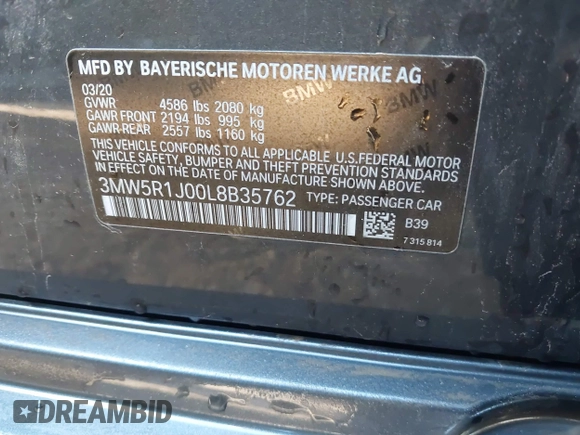 MFD BY BAYERISCHE MOTOREN WERKE AG
03/20
GVWR 4586 lbs 2080 kg
GAWR FRONT 2194 lbs 995 kg
GAWR REAR 2557 lbs 1160 kg
THIS VEHICLE CONFORMS TO ALL APPLICABLE U.S.FEDERAL MOTOR
VEHICLE SAFETY, BUMPER AND THEFT PREVENTION STANDARDS
IN EFFECT ON THE DATE OF MANUFACTURE SHOWN ABOVE.
3MW5R1J00L8B35762 TYPE: PASSENGER CAR
B39
7 315 814
BMW
BMW
BMW
DREAMBID